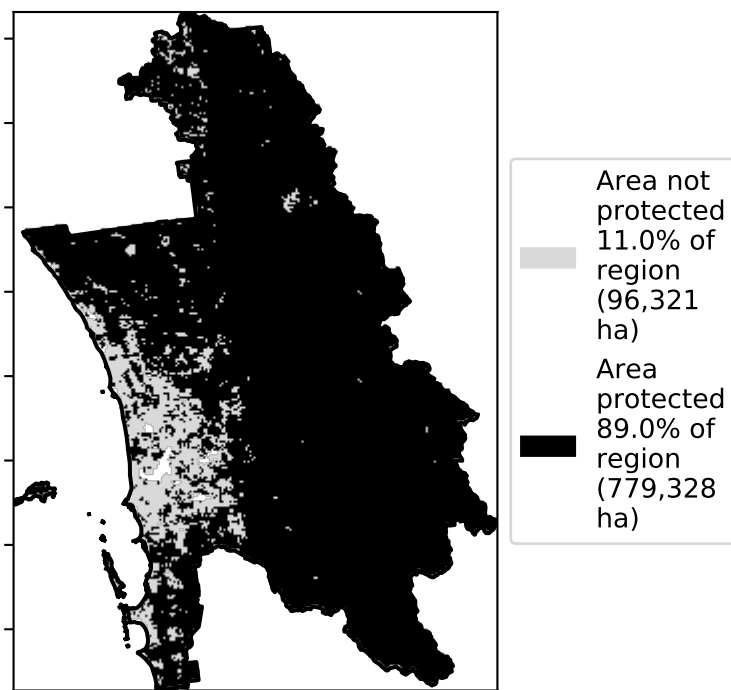 Area not
protected
11.0% of
region
(96,321
ha)
Area
protected
89.0% of
region
(779,328
ha)